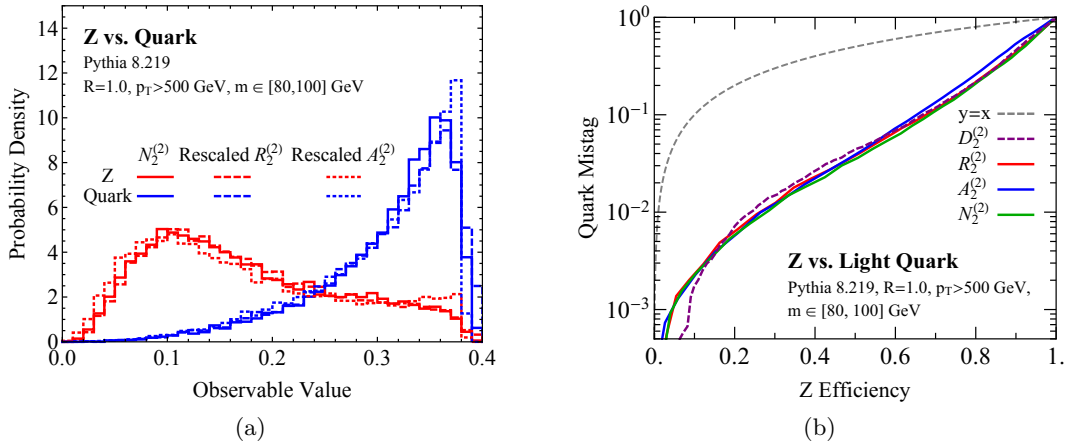 Z vs. Quark
Pythia 8.219
R=1.0, p_T>500 GeV, m ∈ [80,100] GeV
N_2^(2) Rescaled R_2^(2) Rescaled A_2^(2)
Z
Quark
Probability Density
0
2
4
6
8
10
12
14
0.0 0.1 0.2 0.3 0.4
Observable Value
(a)
Quark Mistag
10^0
10^-1
10^-2
10^-3
y=x
D_2^(2)
R_2^(2)
A_2^(2)
N_2^(2)
Z vs. Light Quark
Pythia 8.219, R=1.0, p_T>500 GeV,
m ∈ [80, 100] GeV
0. 0.2 0.4 0.6 0.8 1.
Z Efficiency
(b)